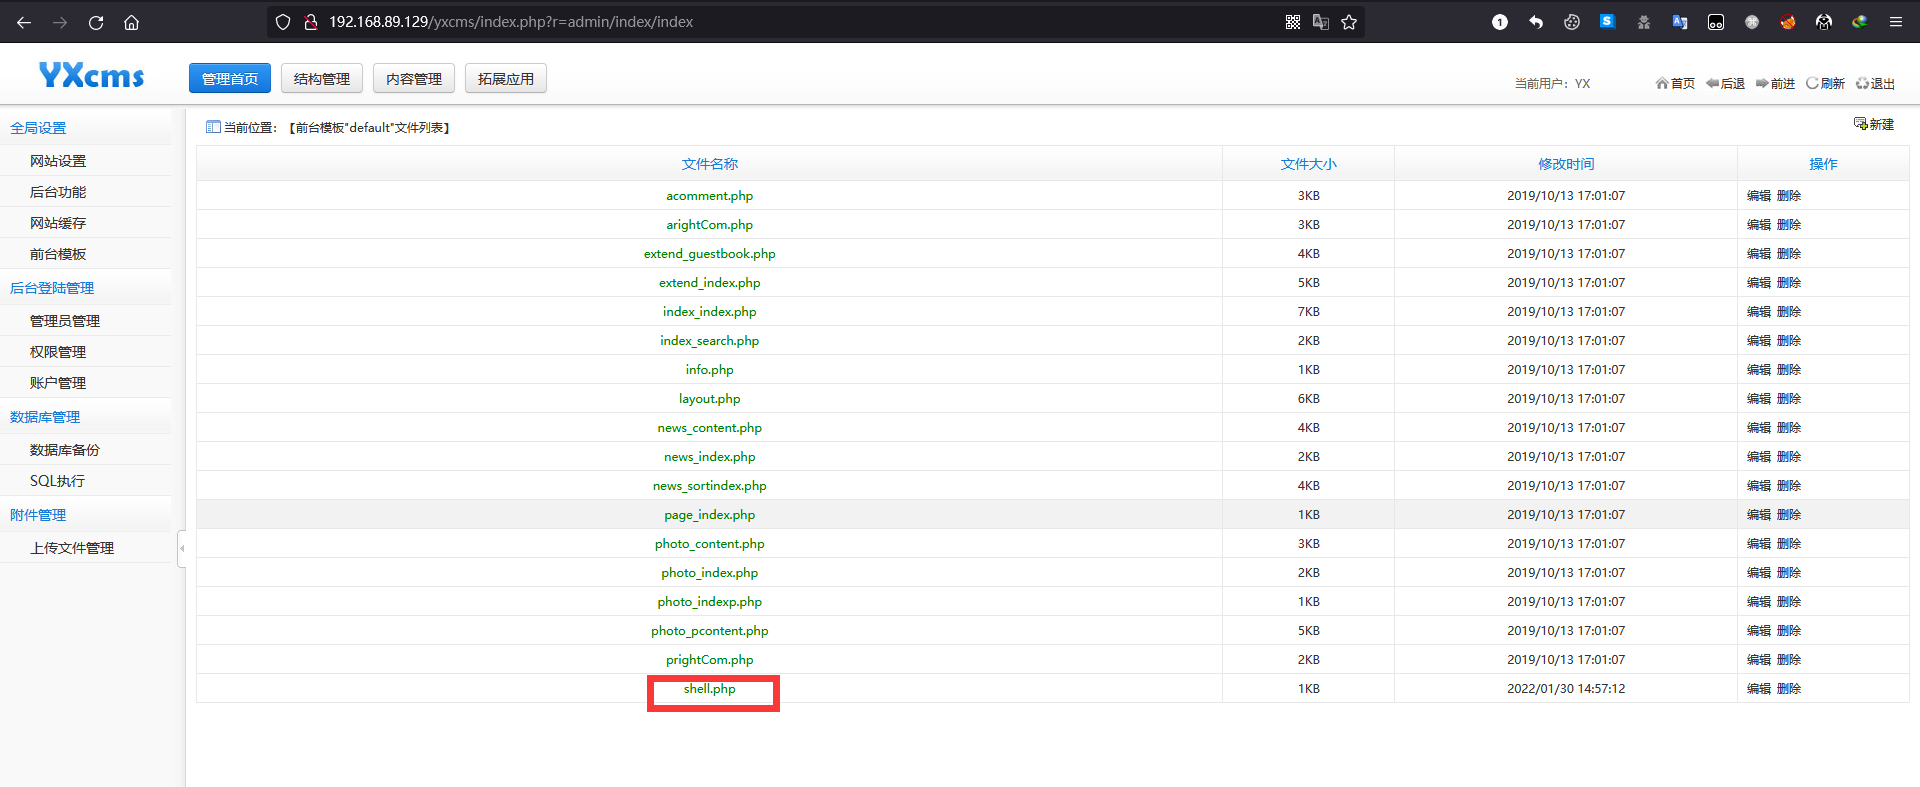 192.168.89.129/yxcms/index.php?r=admin/index/index
YXcms
管理首页 结构管理 内容管理 拓展应用
当前用户：YX 首页 后退 前进 刷新 退出
全局设置
网站设置
后台功能
网站缓存
前台模板
后台登陆管理
管理员管理
权限管理
账户管理
数据库管理
数据库备份
SQL执行
附件管理
上传文件管理
当前位置：【前台模板"default"文件列表】 新建
文件名称 文件大小 修改时间 操作
acomment.php 3KB 2019/10/13 17:01:07 编辑 删除
arightCom.php 3KB 2019/10/13 17:01:07 编辑 删除
extend_guestbook.php 4KB 2019/10/13 17:01:07 编辑 删除
extend_index.php 5KB 2019/10/13 17:01:07 编辑 删除
index_index.php 7KB 2019/10/13 17:01:07 编辑 删除
index_search.php 2KB 2019/10/13 17:01:07 编辑 删除
info.php 1KB 2019/10/13 17:01:07 编辑 删除
layout.php 6KB 2019/10/13 17:01:07 编辑 删除
news_content.php 4KB 2019/10/13 17:01:07 编辑 删除
news_index.php 2KB 2019/10/13 17:01:07 编辑 删除
news_sortindex.php 4KB 2019/10/13 17:01:07 编辑 删除
page_index.php 1KB 2019/10/13 17:01:07 编辑 删除
photo_content.php 3KB 2019/10/13 17:01:07 编辑 删除
photo_index.php 2KB 2019/10/13 17:01:07 编辑 删除
photo_indexp.php 1KB 2019/10/13 17:01:07 编辑 删除
photo_pcontent.php 5KB 2019/10/13 17:01:07 编辑 删除
prightCom.php 2KB 2019/10/13 17:01:07 编辑 删除
shell.php 1KB 2022/01/30 14:57:12 编辑 删除